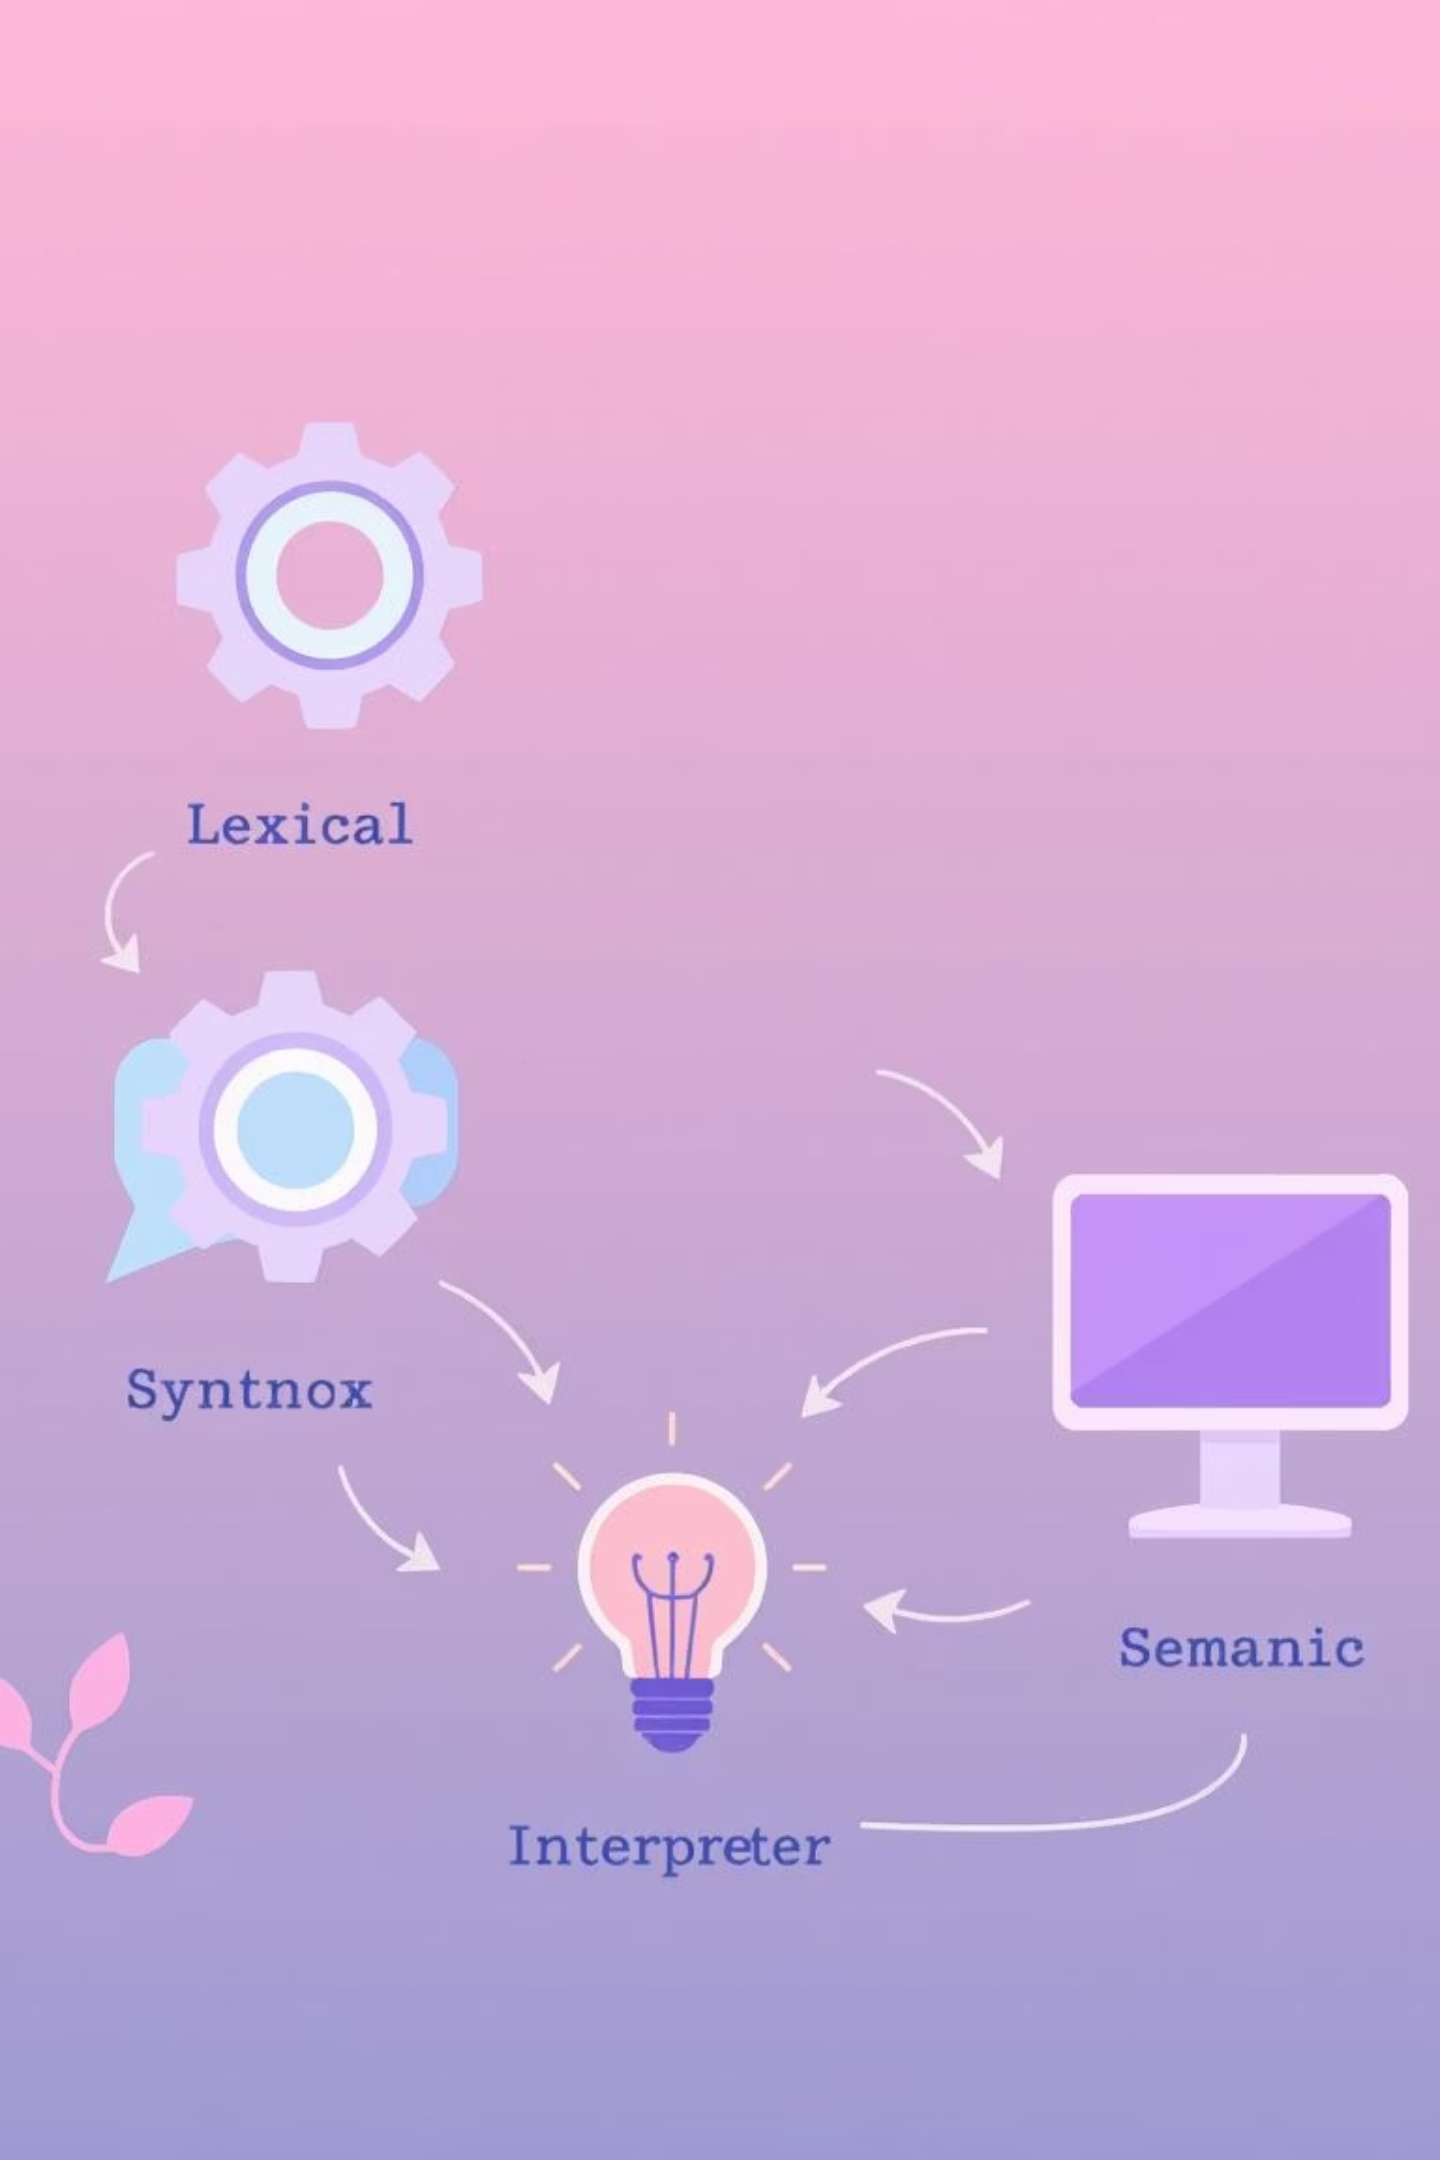 Lexical
Syntnox
Semanic
Interpreter